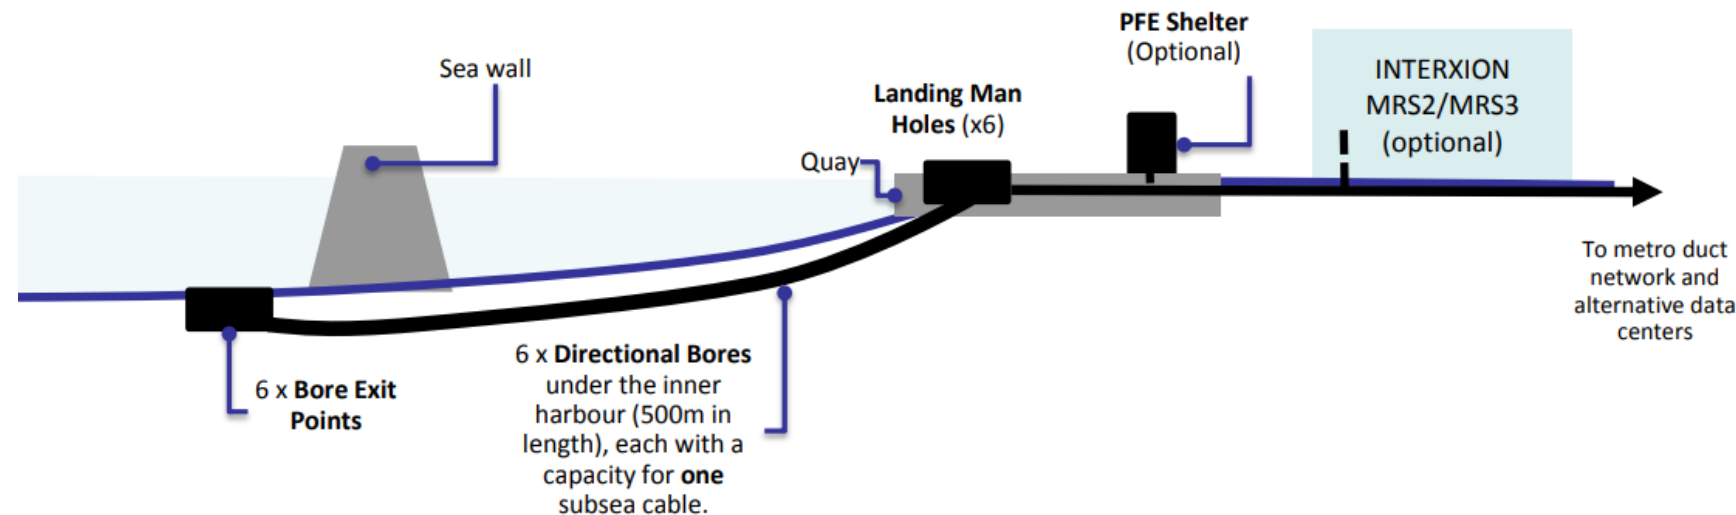 PFE Shelter
(Optional)
Sea wall
INTERXION
MRS2/MRS3
(optional)
Landing Man
Holes (x6)
Quay
To metro duct
network and
alternative data
centers
6 x Directional Bores
under the inner
harbour (500m in
length), each with a
capacity for one
subsea cable.
6 x Bore Exit
Points